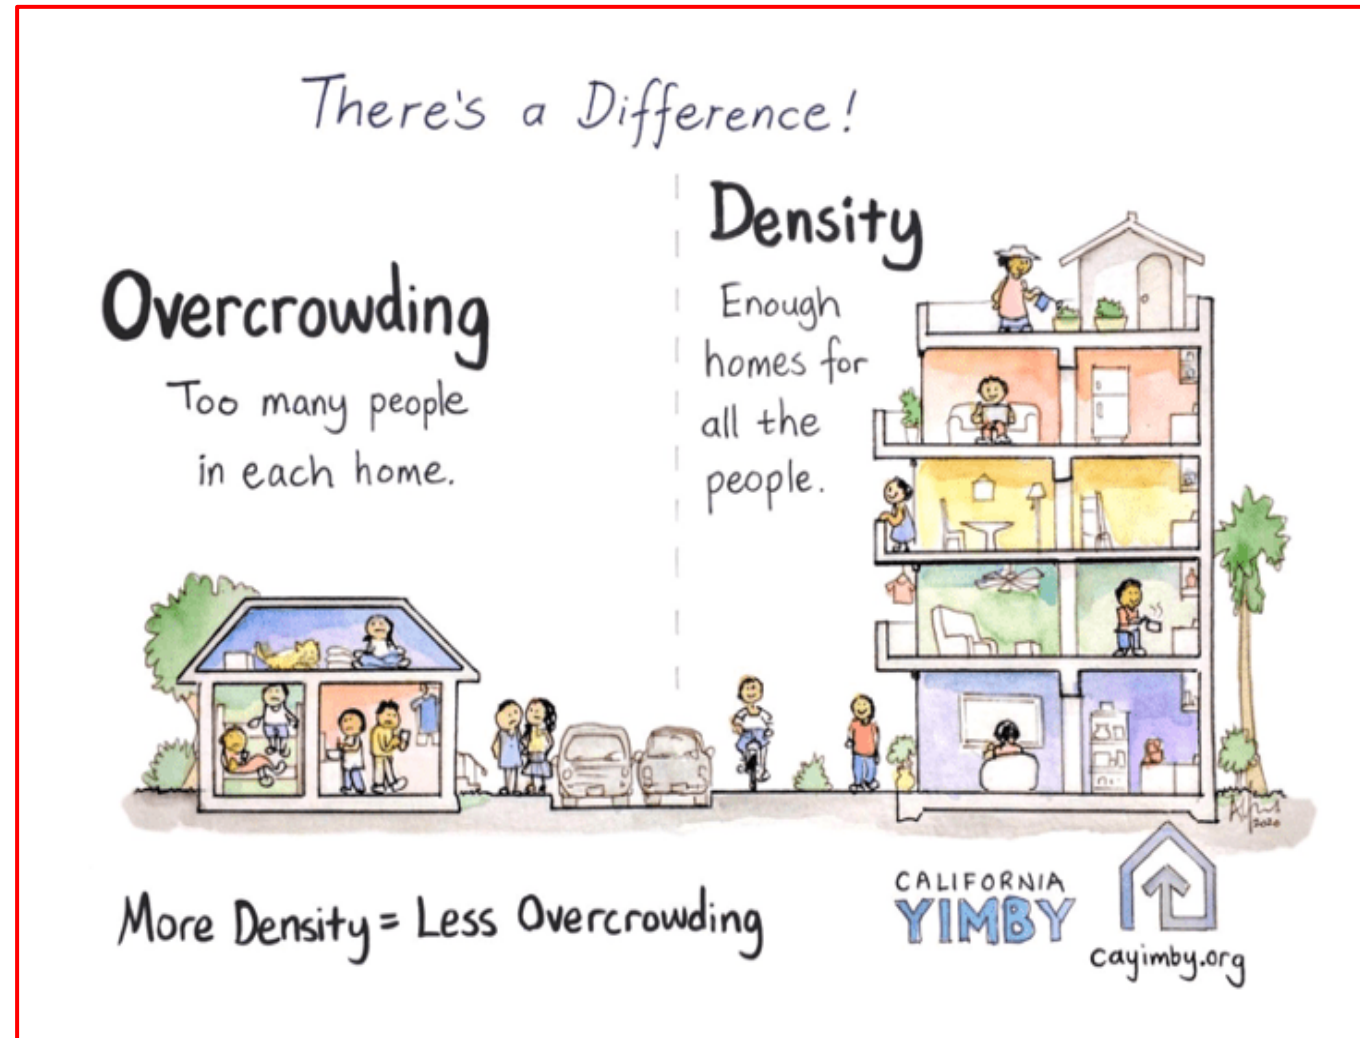 There's a Difference!
Overcrowding
Too many people
in each home.
Density
Enough
homes for
all the
people.
More Density = Less Overcrowding
CALIFORNIA
YIMBY
cayimby.org
2020